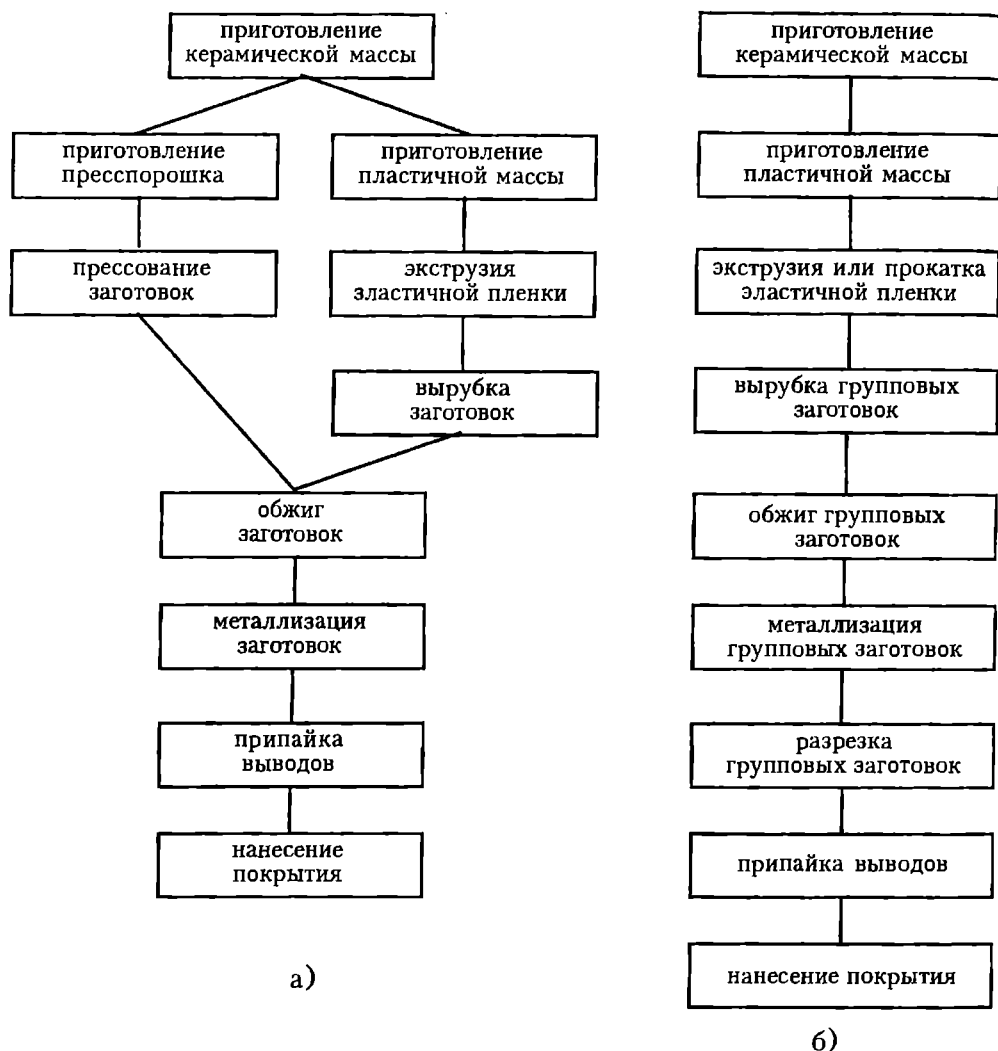 приготовление
керамической массы
приготовление
пресспорошка
приготовление
пластичной массы
прессование
заготовок
экструзия
зластичной пленки
вырубка
заготовок
обжиг
заготовок
металлизация
заготовок
припайка
выводов
нанесение
покрытия
а)
приготовление
керамической массы
приготовление
пластичной массы
экструзия или прокатка
эластичной пленки
вырубка групповых
заготовок
обжиг групповых
заготовок
металлизация
групповых заготовок
разрезка
групповых заготовок
припайка выводов
нанесение покрытия
б)